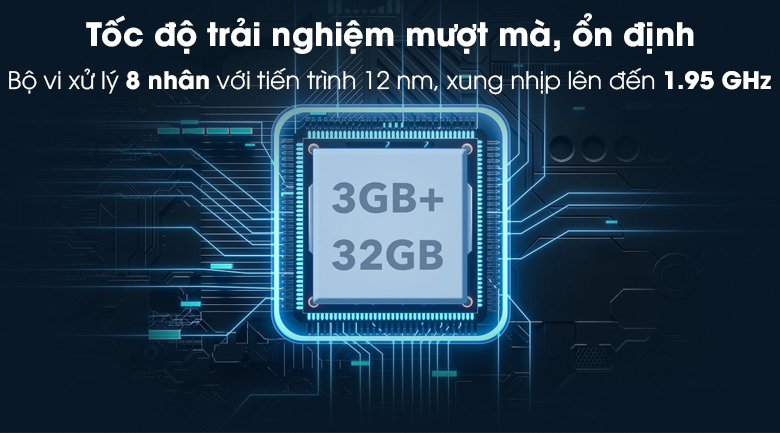 Tốc độ trải nghiệm mượt mà, ổn định
Bộ vi xử lý 8 nhân với tiến trình 12 nm, xung nhịp lên đến 1.95 GHz
3GB+
32GB